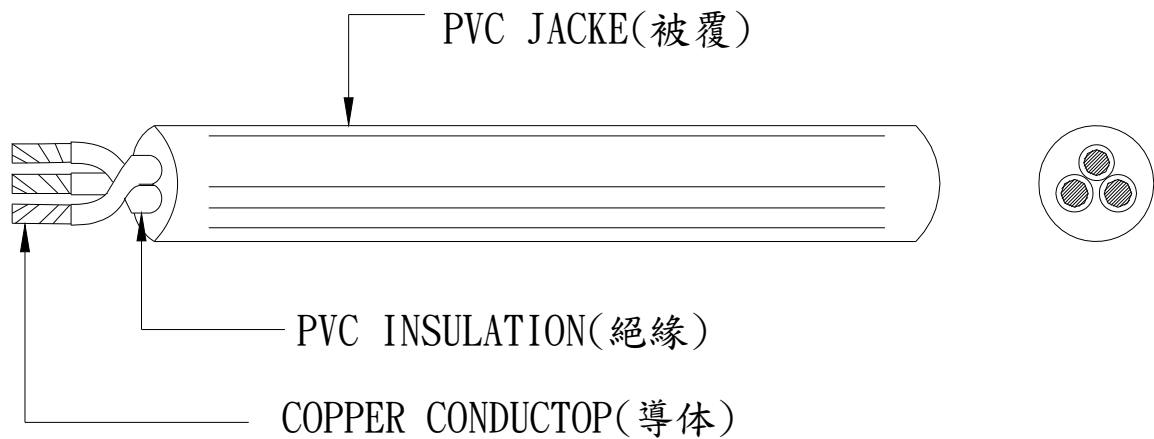 PVC JACKE(被覆)
PVC INSULATION(絕緣)
COPPER CONDUCTOP(導体)